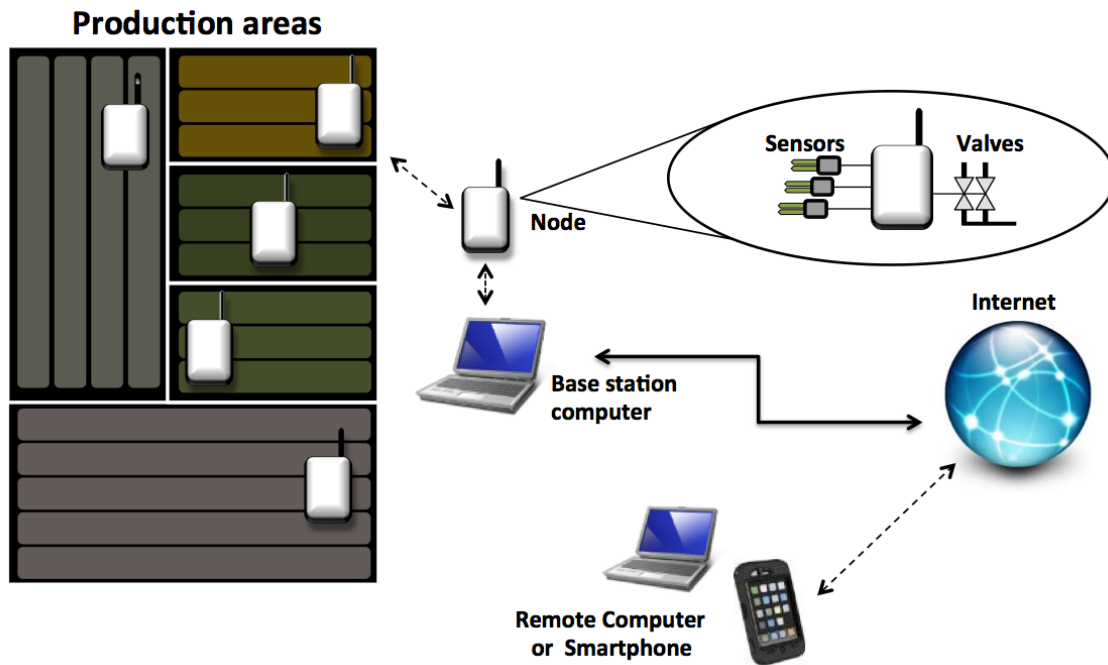 Production areas
Sensors
Valves
Node
Internet
Base station
computer
Remote Computer
or Smartphone